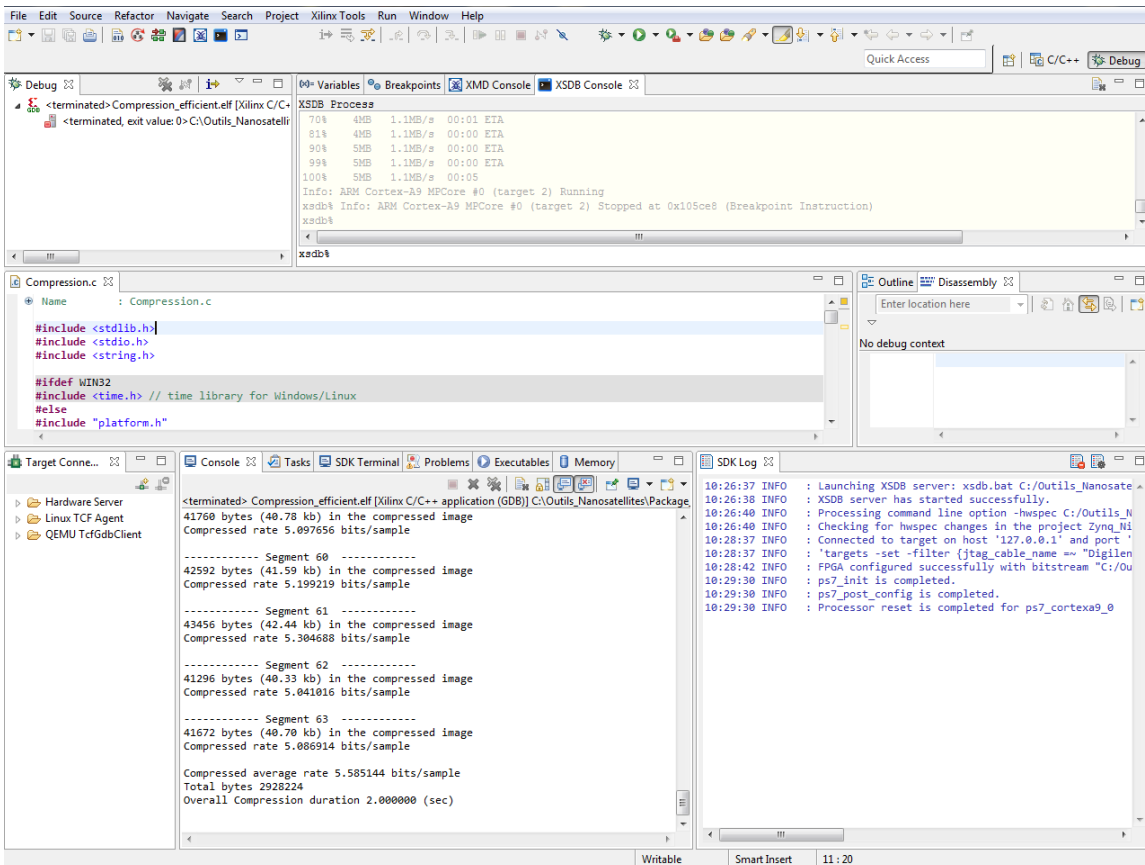 File Edit Source Refactor Navigate Search Project Xilinx Tools Run Window Help
Quick Access
C/C++
Debug
Debug
<terminated>Compression_efficient.elf [Xilinx C/C+
<terminated, exit value: 0>C:\Outils_Nanosatelli
Variables Breakpoints XMD Console XSDB Console
XSDB Process
70% 4MB 1.1MB/s 00:01 ETA
81% 4MB 1.1MB/s 00:00 ETA
90% 5MB 1.1MB/s 00:00 ETA
99% 5MB 1.1MB/s 00:00 ETA
100% 5MB 1.1MB/s 00:05
Info: ARM Cortex-A9 MPCore #0 (target 2) Running
xsdb% Info: ARM Cortex-A9 MPCore #0 (target 2) Stopped at 0x105ce8 (Breakpoint Instruction)
xsdb%
xsdb%
Compression.c
Name : Compression.c
#include <stdlib.h>
#include <stdio.h>
#include <string.h>
#ifdef WIN32
#include <time.h> // time library for Windows/Linux
#else
#include "platform.h"
Outline Disassembly
Enter location here
No debug context
Target Conne...
Hardware Server
Linux TCF Agent
QEMU TcfGdbClient
Console Tasks SDK Terminal Problems Executables Memory
<terminated> Compression_efficient.elf [Xilinx C/C++ application (GDB)] C:\Outils_Nanosatellites\Package
41760 bytes (40.78 kb) in the compressed image
Compressed rate 5.097656 bits/sample
------------ Segment 60 ------------
42592 bytes (41.59 kb) in the compressed image
Compressed rate 5.199219 bits/sample
------------ Segment 61 ------------
43456 bytes (42.44 kb) in the compressed image
Compressed rate 5.304688 bits/sample
------------ Segment 62 ------------
41296 bytes (40.33 kb) in the compressed image
Compressed rate 5.041016 bits/sample
------------ Segment 63 ------------
41672 bytes (40.70 kb) in the compressed image
Compressed rate 5.086914 bits/sample
Compressed average rate 5.585144 bits/sample
Total bytes 2928224
Overall Compression duration 2.000000 (sec)
SDK Log
10:26:37 INFO : Launching XSDB server: xsdb.bat C:/Outils_Nanosate
10:26:38 INFO : XSDB server has started successfully.
10:26:40 INFO : Processing command line option -hwspec C:/Outils_N
10:26:40 INFO : Checking for hwspec changes in the project Zynq_Ni
10:28:37 INFO : Connected to target on host '127.0.0.1' and port '
10:28:37 INFO : 'targets -set -filter {jtag_cable_name =~ "Digilen
10:28:42 INFO : FPGA configured successfully with bitstream "C:/Ou
10:29:30 INFO : ps7_init is completed.
10:29:30 INFO : ps7_post_config is completed.
10:29:30 INFO : Processor reset is completed for ps7_cortexa9_0
Writable Smart Insert 11 : 20